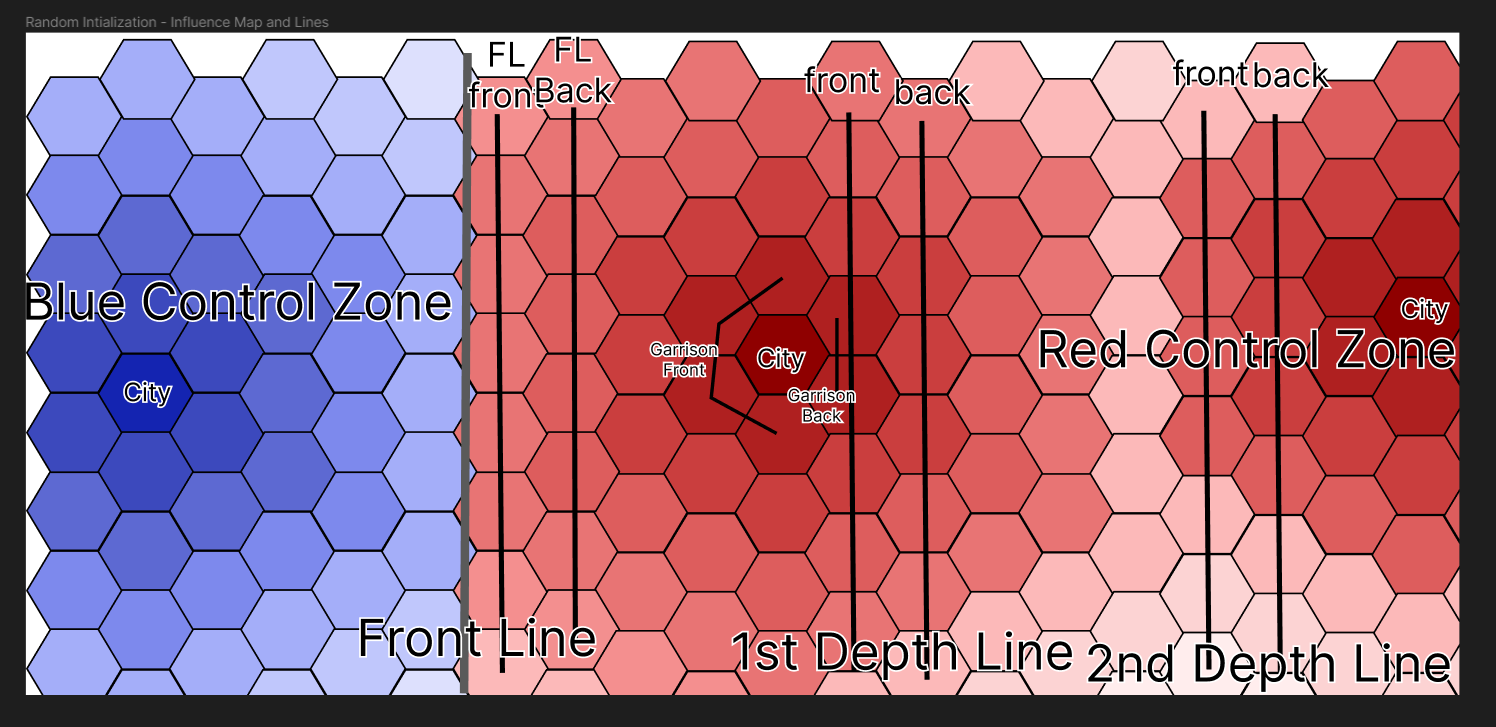 Random Intialization - Influence Map and Lines
FL
front
FL
Back
front
back
front
back
Blue Control Zone
City
Garrison
Front
City
Garrison
Back
City
Red Control Zone
Front Line
1st Depth Line
2nd Depth Line